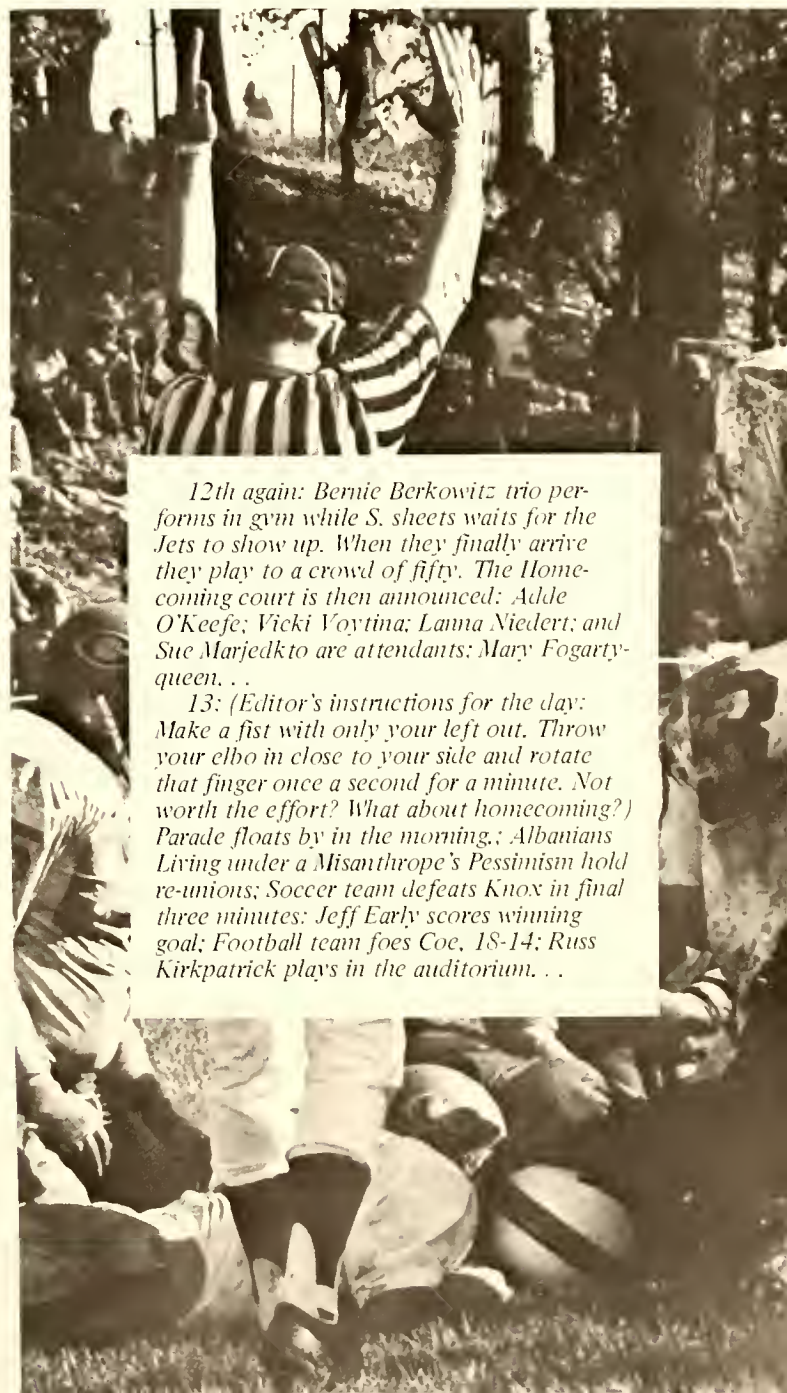 12th again: Bernie Berkowitz trio per-
forms in gym while S. sheets waits for the
Jets to show up. When they finally arrive
they play to a crowd of fifty. The Home-
coming court is then announced: Adde
O'Keefe; Vicki Voytina; Lanna Niedert; and
Sue Marjedkto are attendants: Mary Fogarty-
queen. . .
13: (Editor's instructions for the day:
Make a fist with only your left out. Throw
your elbo in close to your side and rotate
that finger once a second for a minute. Not
worth the effort? What about homecoming?)
Parade floats by in the morning.; Albanians
Living under a Misanthrope's Pessimism hold
re-unions; Soccer team defeats Knox in final
three minutes: Jeff Early scores winning
goal; Football team foes Coe, 18-14; Russ
Kirkpatrick plays in the auditorium. . .